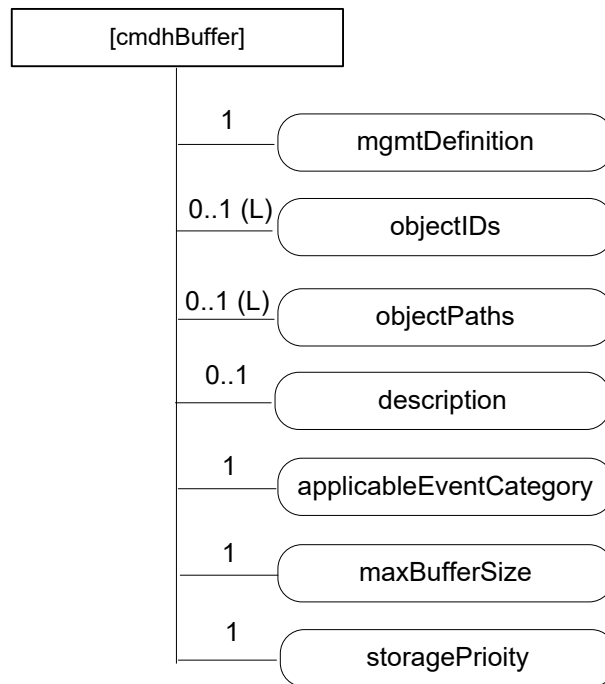 [cmdhBuffer]
1
mgmtDefinition
0..1 (L)
objectIDs
0..1 (L)
objectPaths
0..1
description
1
applicableEventCategory
1
maxBufferSize
1
storagePrioity